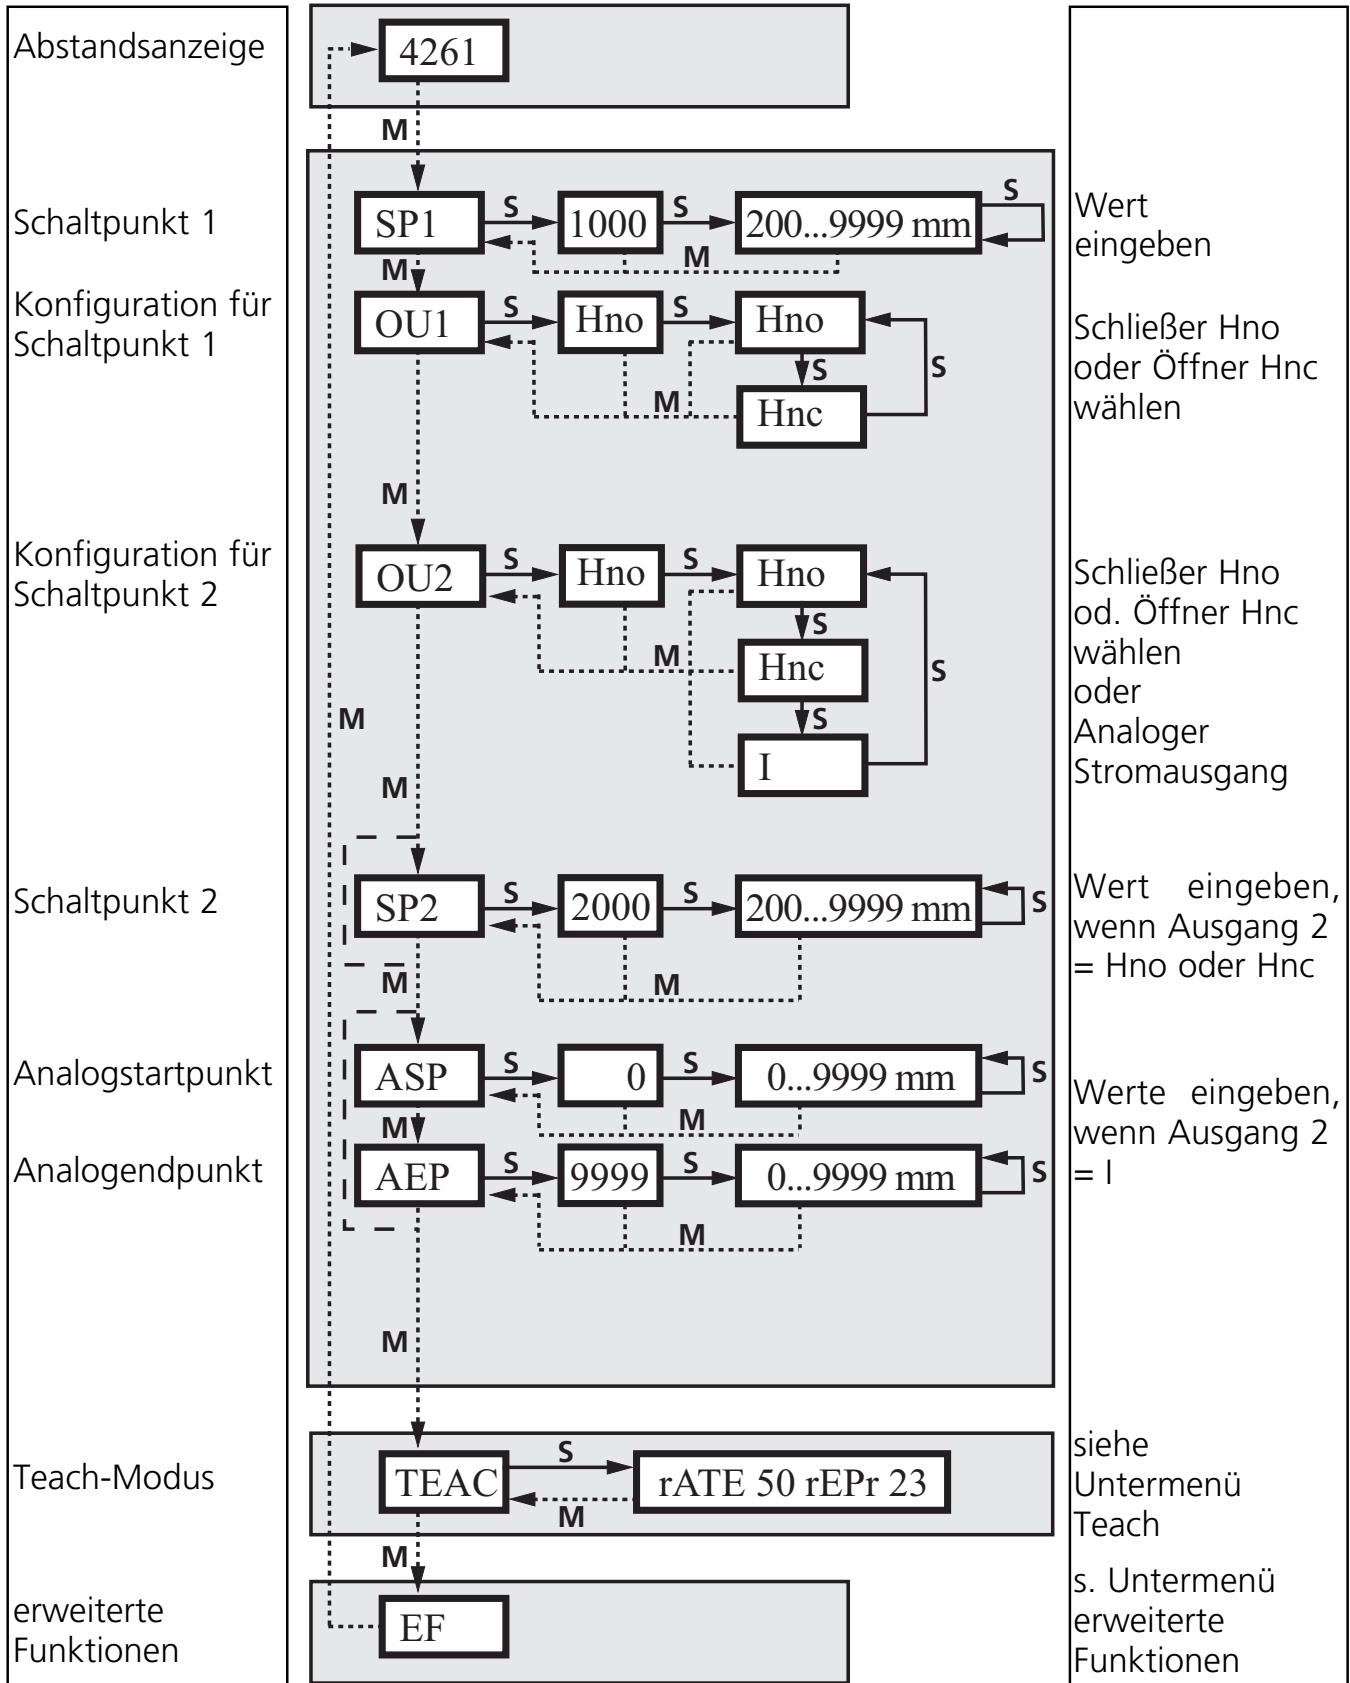 Abstandsanzeige
4261
M
Schaltpunkt 1
SP1
S
1000
S
200...9999 mm
S
M
Wert
eingeben
M
Konfiguration für
Schaltpunkt 1
OU1
S
Hno
S
Hno
S
Hnc
S
M
Schließer Hno
oder Öffner Hnc
wählen
M
Konfiguration für
Schaltpunkt 2
OU2
S
Hno
S
Hno
S
Hnc
S
I
S
M
Schließer Hno
od. Öffner Hnc
wählen
oder
Analoger
Stromausgang
M
M
Schaltpunkt 2
SP2
S
2000
S
200...9999 mm
S
M
Wert eingeben,
wenn Ausgang 2
= Hno oder Hnc
M
Analogstartpunkt
ASP
S
0
S
0...9999 mm
S
M
Werte eingeben,
wenn Ausgang 2
= I
M
Analogendpunkt
AEP
S
9999
S
0...9999 mm
S
M
M
Teach-Modus
TEAC
S
rATE 50 rEPr 23
M
siehe
Untermenü
Teach
M
erweiterte
Funktionen
EF
s. Untermenü
erweiterte
Funktionen